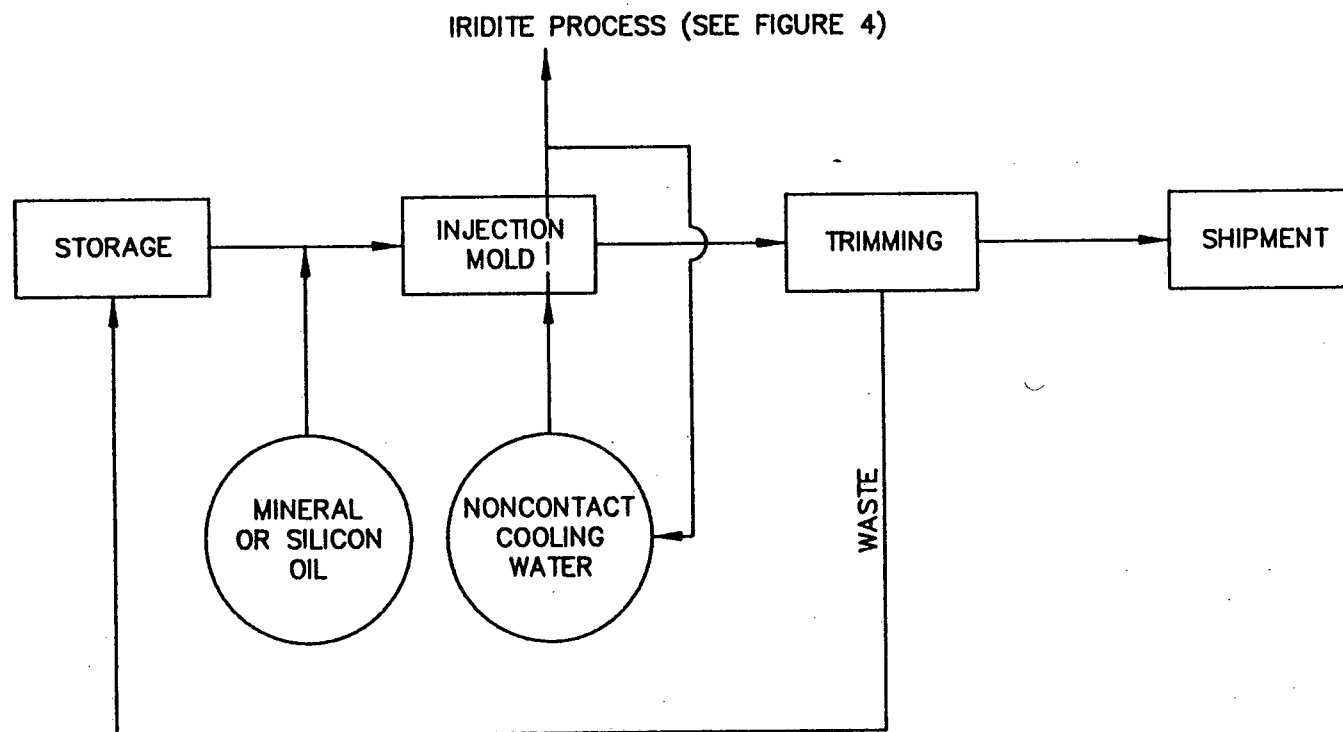 IRIDITE PROCESS (SEE FIGURE 4)
STORAGE
INJECTION
MOLD
TRIMMING
SHIPMENT
MINERAL
OR SILICON
OIL
NONCONTACT
COOLING
WATER
WASTE